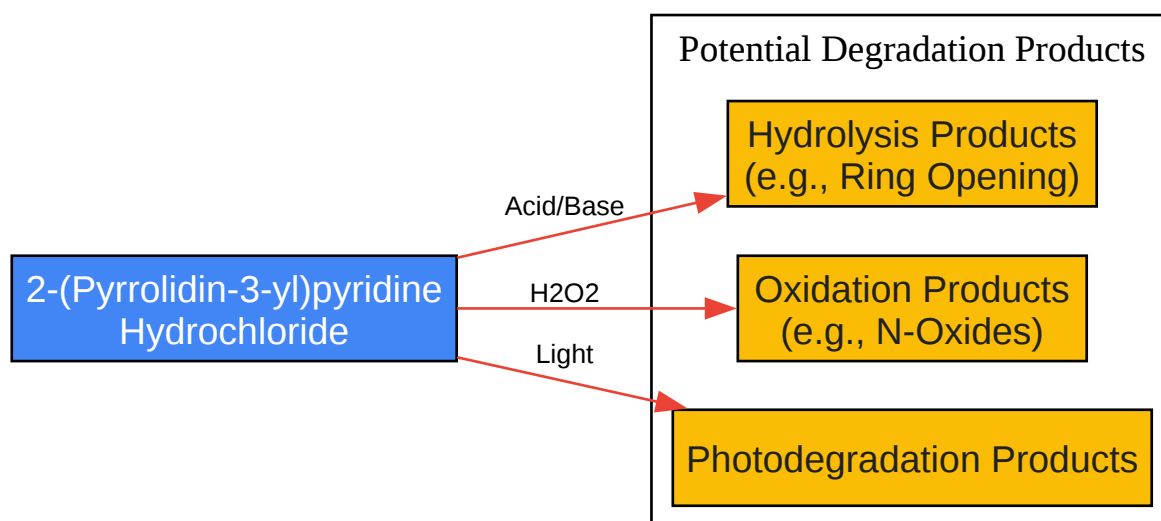 Potential Degradation Products
Hydrolysis Products
(e.g., Ring Opening)
Acid/Base
2-(Pyrrolidin-3-yl)pyridine
Hydrochloride
H2O2
Oxidation Products
(e.g., N-Oxides)
Light
Photodegradation Products